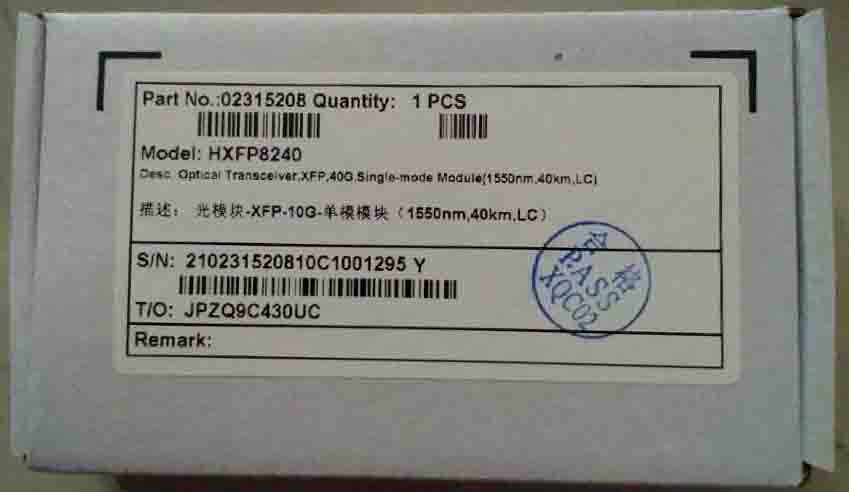 Part No.:02315208 Quantity: 1 PCS
Model: HXFP8240
Desc: Optical Transceiver,XFP,40G,Single-mode Module(1550nm,40km,LC)
描述： 光模块-XFP-10G-单模模块（1550nm,40km,LC）
S/N: 210231520810C1001295 Y
T/O: JPZQ9C430UC
Remark:
合格
PASS
XQC02